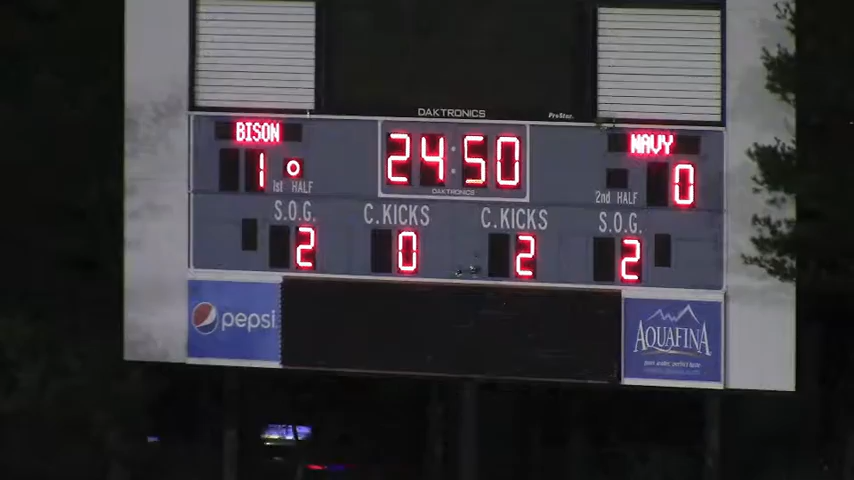 DAKTRONICS ProStar
BISON 24:50 NAVY
1 0
1st HALF DAKTRONICS 2nd HALF
S.O.G. C.KICKS C.KICKS S.O.G.
2 0 2 2
pepsi AQUAFINA